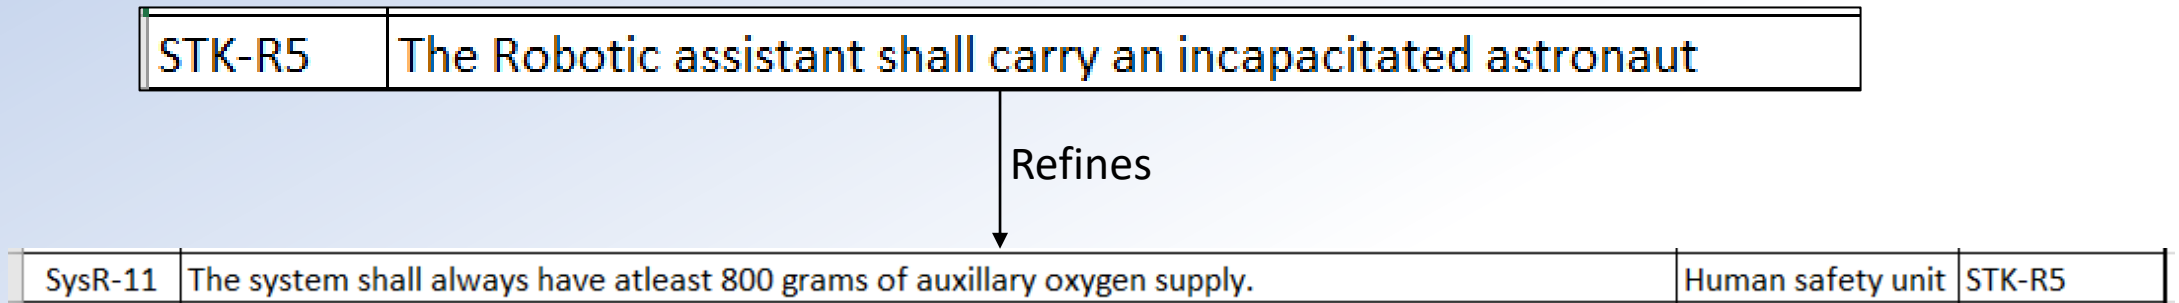 STK-R5 The Robotic assistant shall carry an incapacitated astronaut
Refines
SysR-11 The system shall always have atleast 800 grams of auxillary oxygen supply. Human safety unit STK-R5